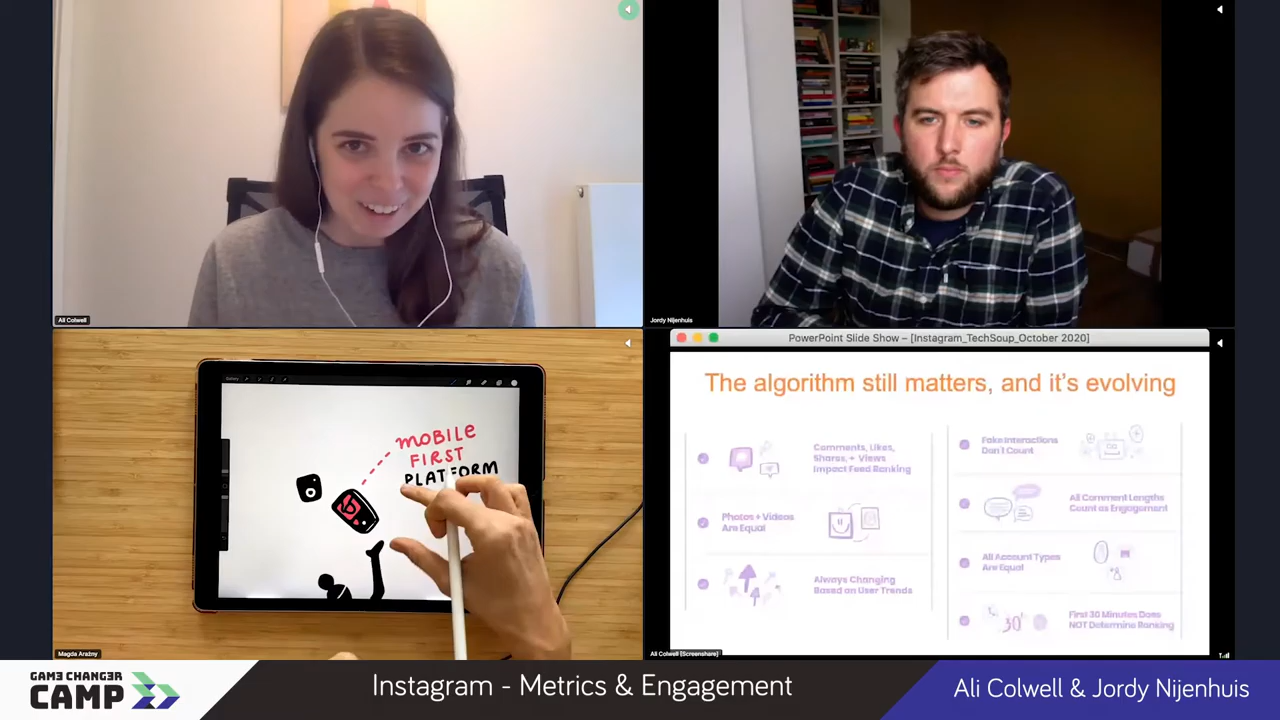 Ali Colwell
Jordy Nijenhuis
MOBILE
FIRST
PLATFORM
Magda Arażny
PowerPoint Slide Show – [Instagram_TechSoup_October 2020]
The algorithm still matters, and it's evolving
Comments, Likes,
Shares, + Views
Impact Feed Ranking
Photos + Videos
Are Equal
Always Changing
Based on User Trends
Fake Interactions
Don't Count
All Comment Lengths
Count as Engagement
All Account Types
Are Equal
30
First 30 Minutes Does
NOT Determine Ranking
Ali Colwell [Screenshare]
GAM3 CHANG3R
CAMP
Instagram - Metrics & Engagement
Ali Colwell & Jordy Nijenhuis